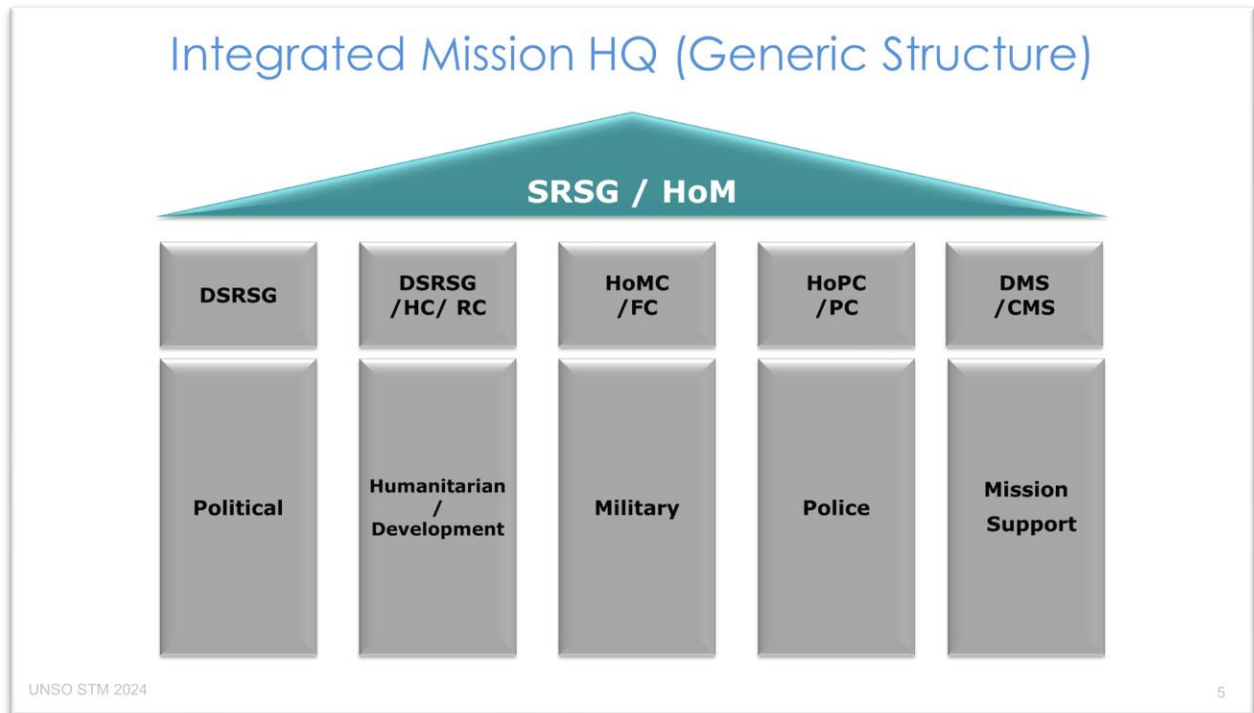 Integrated Mission HQ (Generic Structure)
SRSG / HoM
DSRSG
DSRSG
/HC/ RC
HoMC
/FC
HoPC
/PC
DMS
/CMS
Political
Humanitarian
/
Development
Military
Police
Mission
Support
UNSO STM 2024
5